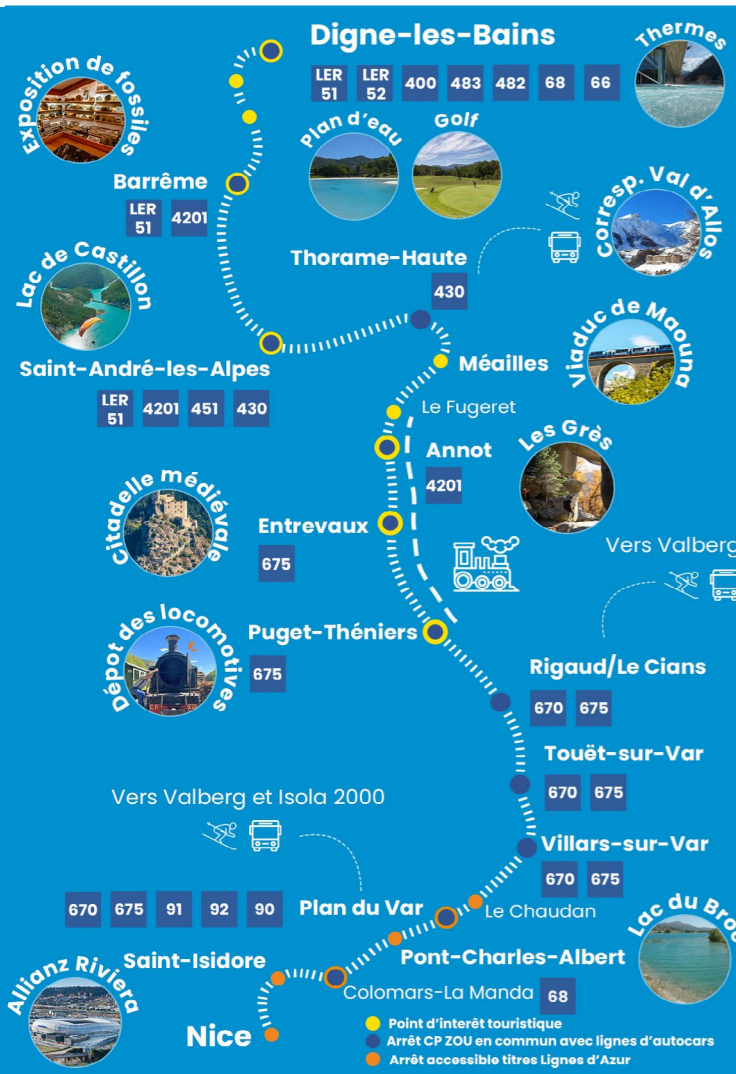 Digne-les-Bains
LER 51 LER 52 400 483 482 68 66
Thermes
Exposition de fossiles
Plan d'eau
Golf
Barrême
LER 51 4201
Corresp. Val d'Allos
Thorame-Haute
430
Lac de Castillon
Saint-André-les-Alpes
LER 51 4201 451 430
Méailles
Viaduc de Maouna
Le Fugeret
Annot
4201
Les Grès
Citadelle médiévale
Entrevaux
675
Vers Valberg
Puget-Théniers
675
Dépot des locomotives
Rigaud/Le Cians
670 675
Touët-sur-Var
670 675
Vers Valberg et Isola 2000
Villars-sur-Var
670 675
670 675 91 92 90 Plan du Var
Le Chaudan
Lac du Broc
Saint-Isidore
Pont-Charles-Albert
Colomars-La Manda 68
Allianz Riviera
Nice
Point d'interêt touristique
Arrêt CP ZOU en commun avec lignes d'autocars
Arrêt accessible titres Lignes d'Azur